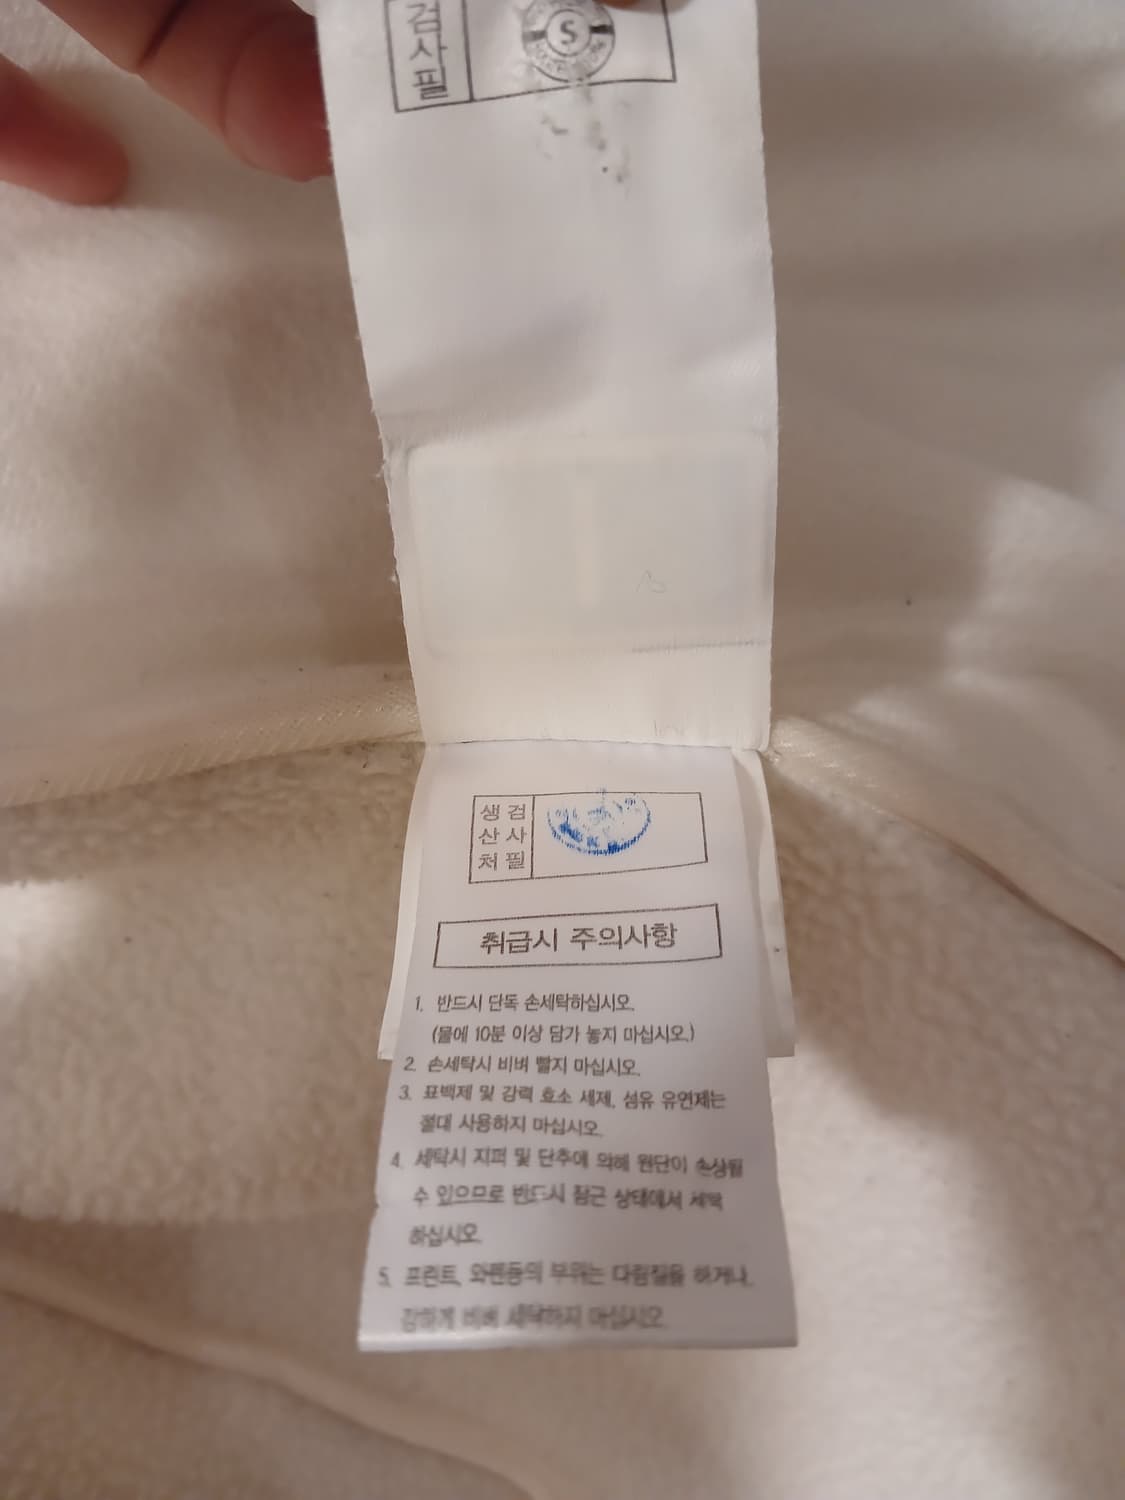 검사필
S
생산처 검사필
취급시 주의사항
1. 반드시 단독 손세탁하십시오.
(물에 10분 이상 담가 놓지 마십시오.)
2. 손세탁시 비벼 빨지 마십시오.
3. 표백제 및 강력 효소 세제, 섬유 유연제는
절대 사용하지 마십시오.
4. 세탁시 지퍼 및 단추에 의해 원단이 손상될
수 있으므로 반드시 잠근 상태에서 세탁
하십시오.
5. 프린트, 와펜등의 부위는 다림질을 하거나,
강하게 비벼 세탁하지 마십시오.